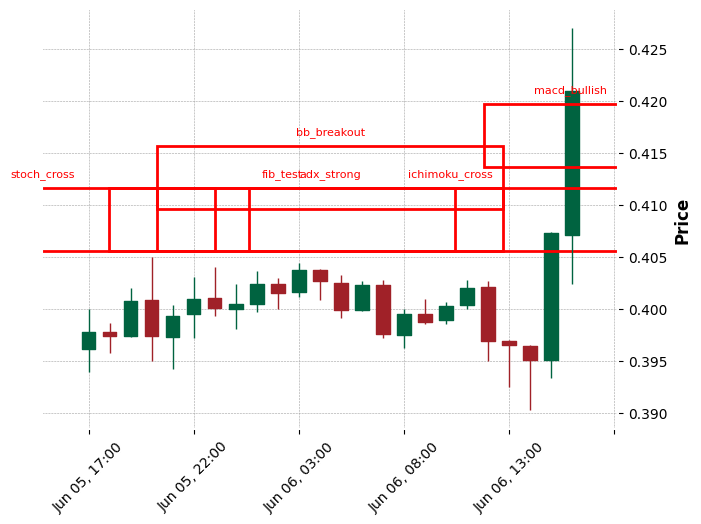 0.425
macd_bullish
0.420
bb_breakout
0.415
stoch_cross
fib_test
adx_strong
ichimoku_cross
0.410
Price
0.405
0.400
0.395
0.390
Jun 05, 17:00
Jun 05, 22:00
Jun 06, 03:00
Jun 06, 08:00
Jun 06, 13:00